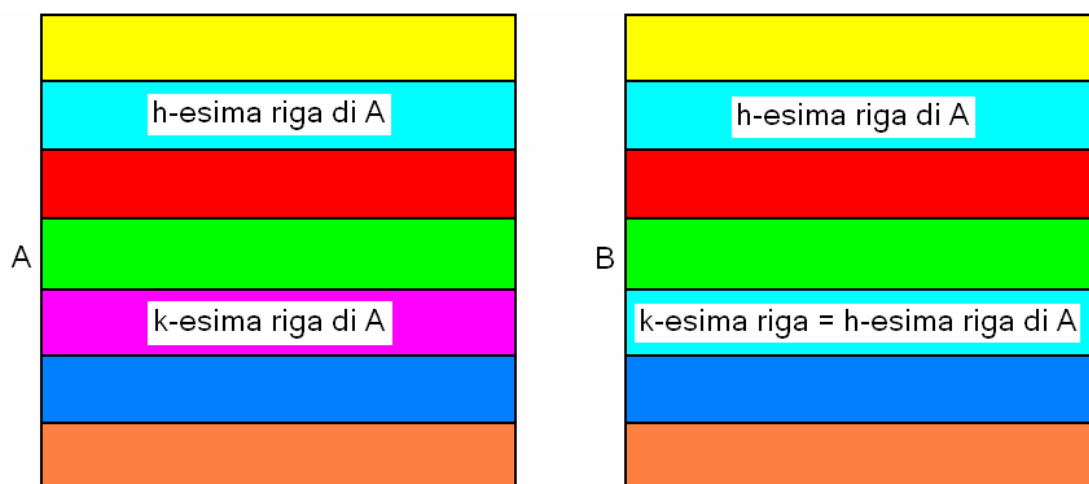 h-esima riga di A
h-esima riga di A
A
B
k-esima riga di A
k-esima riga = h-esima riga di A